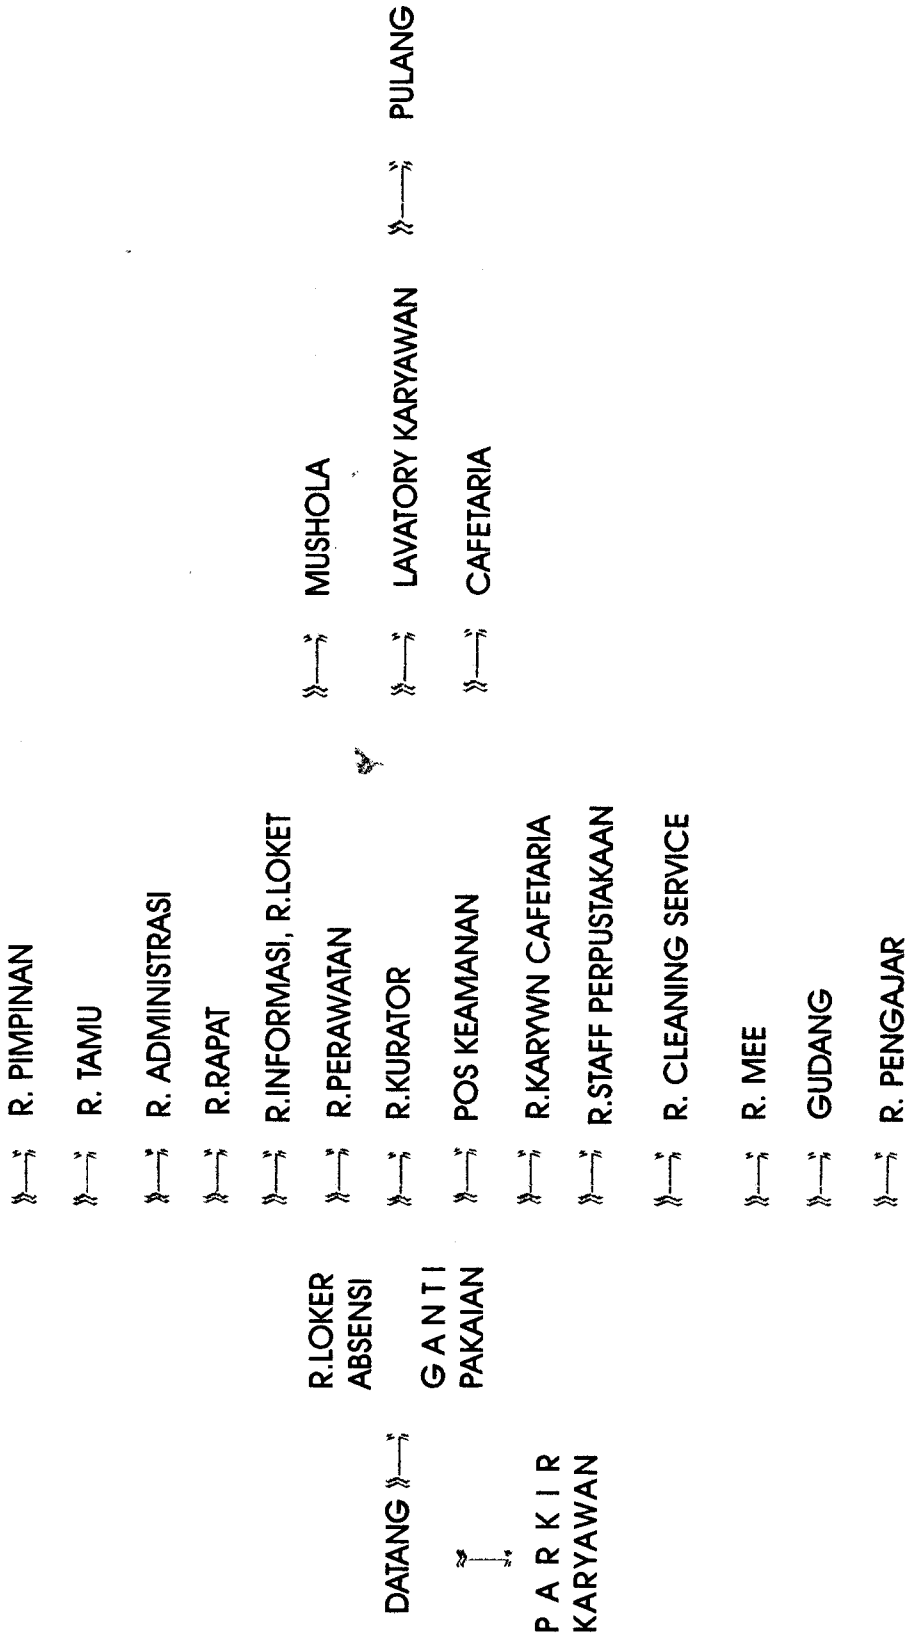 DATANG
PARKIR
KARYAWAN
R.LOKER
ABSENSI
GANTI
PAKAIAN
R. PIMPINAN
R. TAMU
R. ADMINISTRASI
R.RAPAT
R.INFORMASI, R.LOKET
R.PERAWATAN
R.KURATOR
POS KEAMANAN
R.KARYWN CAFETARIA
R.STAFF PERPUSTAKAAN
R. CLEANING SERVICE
R. MEE
GUDANG
R. PENGAJAR
MUSHOLA
LAVATORY KARYAWAN
CAFETARIA
PULANG